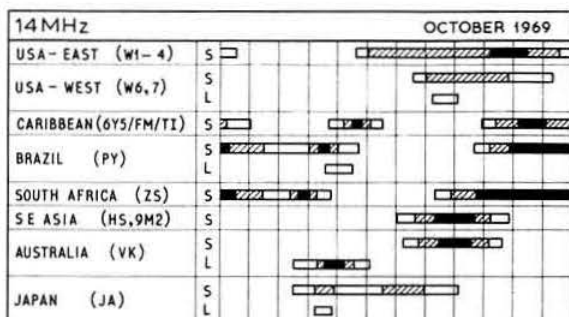 14MHz OCTOBER 1969
USA-EAST (W1-4) S
USA-WEST (W6,7) S
L
CARIBBEAN(6Y5/FM/TI) S
BRAZIL (PY) S
L
SOUTH AFRICA (ZS) S
S E ASIA (HS,9M2) S
AUSTRALIA (VK) S
L
JAPAN (JA) S
L